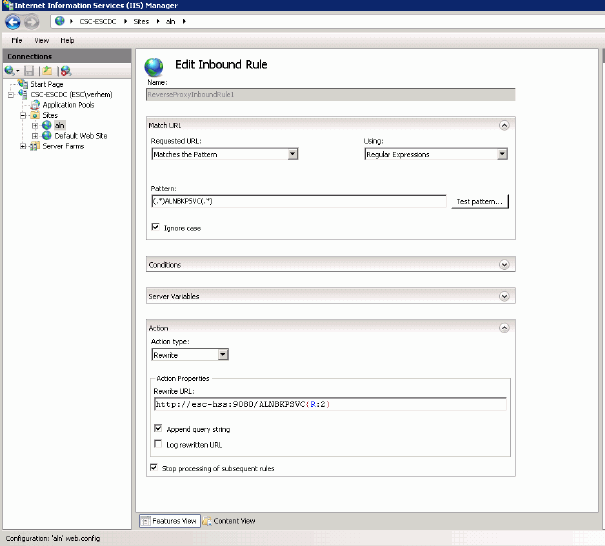 Internet Information Services (IIS) Manager
CSC-ESCDC
Sites
aln
File View Help
Connections
Start Page
CSC-ESCDC (ESC\verhem)
Application Pools
Sites
aln
Default Web Site
Server Farms
Edit Inbound Rule
Name:
ReverseProxyInboundRule1
Match URL
Requested URL:
Using:
Matches the Pattern
Regular Expressions
Pattern:
(.*)ALNBKPSVC(.*)
Test pattern...
Ignore case
Conditions
Server Variables
Action
Action type:
Rewrite
Action Properties
Rewrite URL:
http://esc-hss:9080/ALNBKPSVC{R:2}
Append query string
Log rewritten URL
Stop processing of subsequent rules
Features View
Content View
Configuration: 'aln' web.config